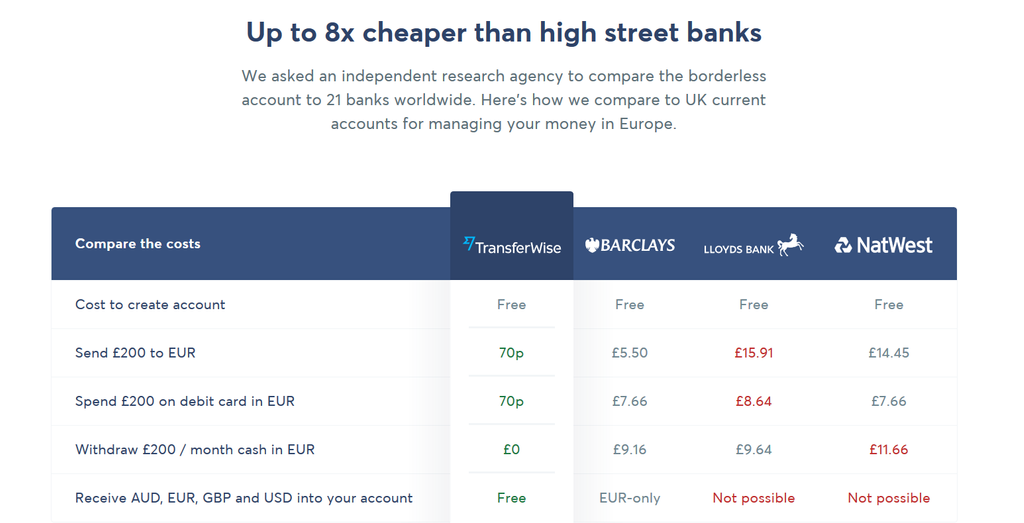 Up to 8x cheaper than high street banks
We asked an independent research agency to compare the borderless
account to 21 banks worldwide. Here's how we compare to UK current
accounts for managing your money in Europe.
Compare the costs TransferWise BARCLAYS LLOYDS BANK NatWest
Cost to create account Free Free Free Free
Send £200 to EUR 70p £5.50 £15.91 £14.45
Spend £200 on debit card in EUR 70p £7.66 £8.64 £7.66
Withdraw £200 / month cash in EUR £0 £9.16 £9.64 £11.66
Receive AUD, EUR, GBP and USD into your account Free EUR-only Not possible Not possible